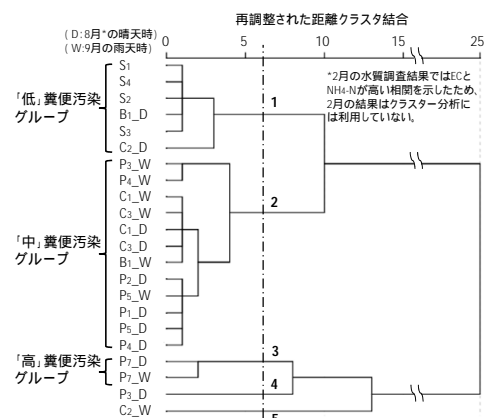 再調整された距離クラスタ結合
(D:8月*の晴天時)
(W:9月の雨天時)
0 5 10 15 25
*2月の水質調査結果ではECと
NH4-Nが高い相関を示したため、
2月の結果はクラスター分析に
は利用していない。
「低」糞便汚染
グループ
S1
S4
S2
B1_D
S3
C2_D
1
「中」糞便汚染
グループ
P3_W
P4_W
C1_W
C3_W
C1_D
C3_D
B1_W
P2_D
P5_W
P1_D
P5_D
P4_D
2
「高」糞便汚染
グループ
P7_D
P7_W
P3_D
C2_W
3
4
5